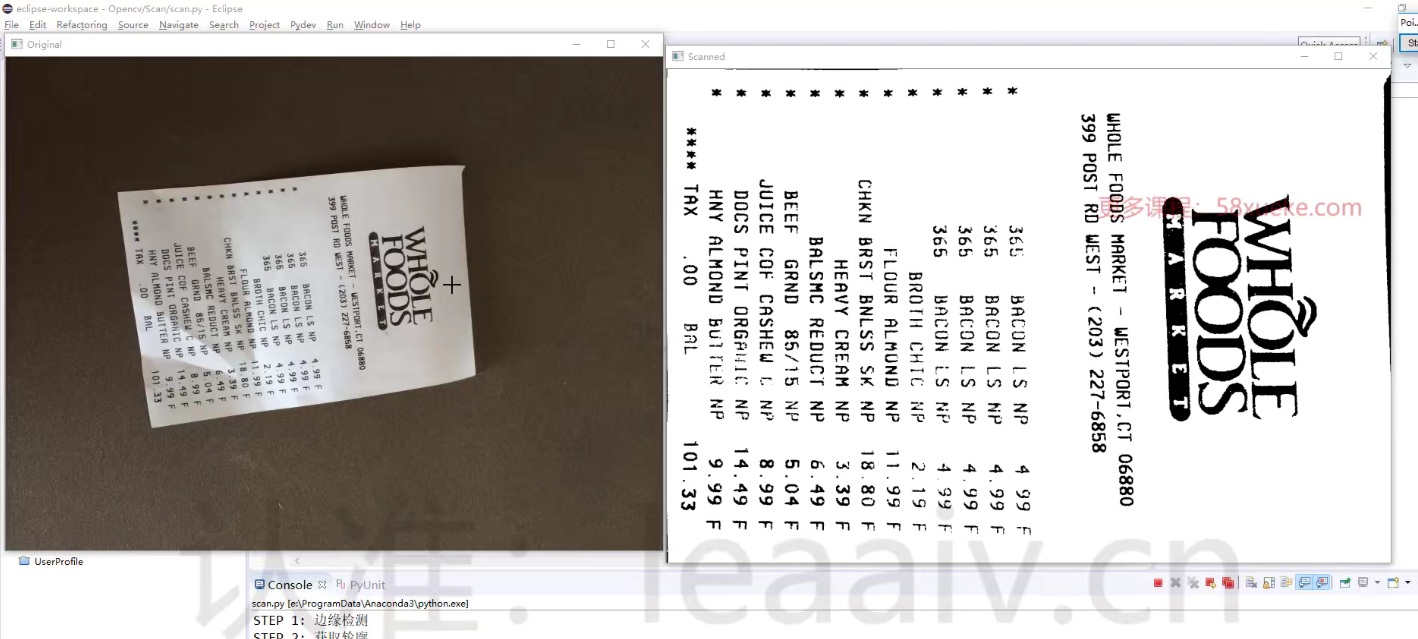 eclipse-workspace - Opencv/Scan/scan.py - Eclipse
File Edit Refactoring Source Navigate Search Project Pydev Run Window Help
Quick Access
Poi...
Original
WHOLE
FOODS
MARKET
WHOLE FOODS MARKET - WESTPORT,CT 06880
399 POST RD WEST - (203) 227-6858
* 365 BACON LS NP 4.99 F
* 365 BACON LS NP 4.99 F
* 365 BACON LS NP 4.99 F
* 365 BACON LS NP 4.99 F
* BROTH CHIC NP 2.19 F
* FLOUR ALMOND NP 11.99 F
* CHKN BRST BNLSS SK NP 18.80 F
* HEAVY CREAM NP 3.39 F
* BALSMC REDUCT NP 6.49 F
* BEEF GRND 85/15 NP 5.04 F
* JUICE COF CASHEW C NP 8.99 F
* DOCS PINT ORGANIC NP 14.49 F
* HNY ALMOND BUTTER NP 9.99 F
**** TAX .00 BAL 101.33
Scanned
WHOLE
FOODS
MARKET
WHOLE FOODS MARKET - WESTPORT,CT 06880
399 POST RD WEST - (203) 227-6858
* 365 BACON LS NP 4.99 F
* 365 BACON LS NP 4.99 F
* 365 BACON LS NP 4.99 F
* 365 BACON LS NP 4.99 F
* BROTH CHIC NP 2.19 F
* FLOUR ALMOND NP 11.99 F
* CHKN BRST BNLSS SK NP 18.80 F
* HEAVY CREAM NP 3.39 F
* BALSMC REDUCT NP 6.49 F
* BEEF GRND 85/15 NP 5.04 F
* JUICE COF CASHEW C NP 8.99 F
* DOCS PINT ORGANIC NP 14.49 F
* HNY ALMOND BUTTER NP 9.99 F
**** TAX .00 BAL 101.33
更多课程：58xueke.com
UserProfile
认准：leaaiv.cn
Console PyUnit
scan.py [e:\ProgramData\Anaconda3\python.exe]
STEP 1: 边缘检测
STEP 2: 获取轮廓